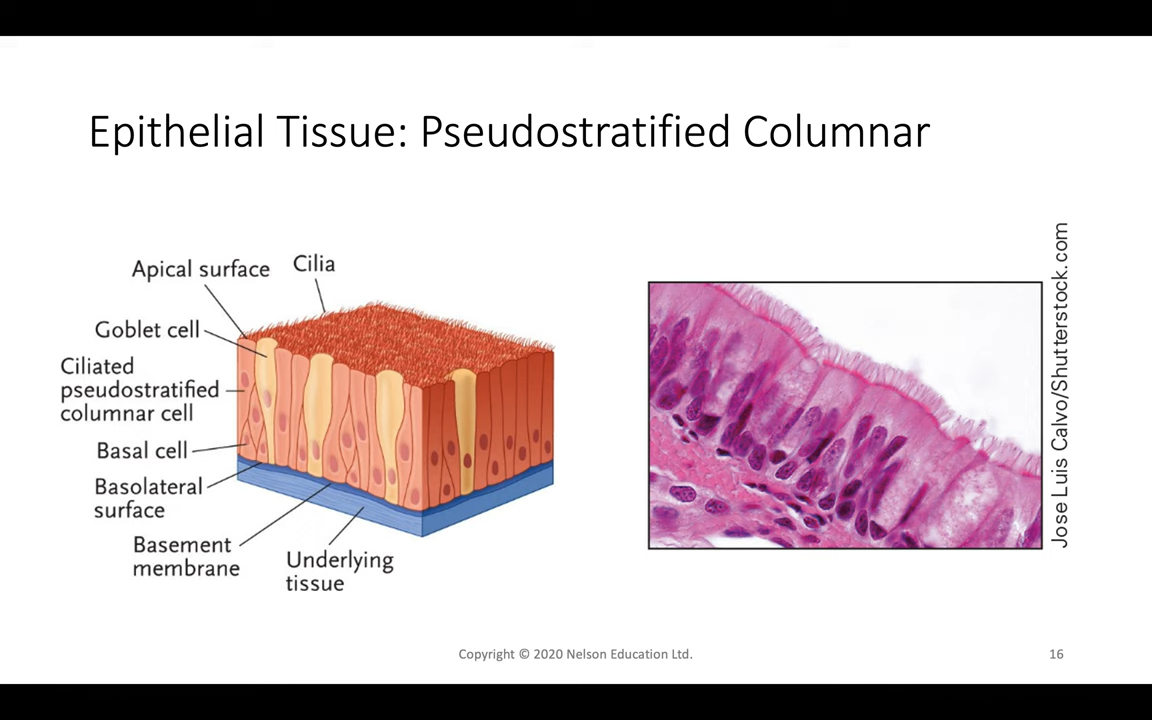 Epithelial Tissue: Pseudostratified Columnar
Apical surface
Cilia
Goblet cell
Ciliated
pseudostratified
columnar cell
Basal cell
Basolateral
surface
Basement
membrane
Underlying
tissue
Jose Luis Calvo/Shutterstock.com
Copyright © 2020 Nelson Education Ltd.
16